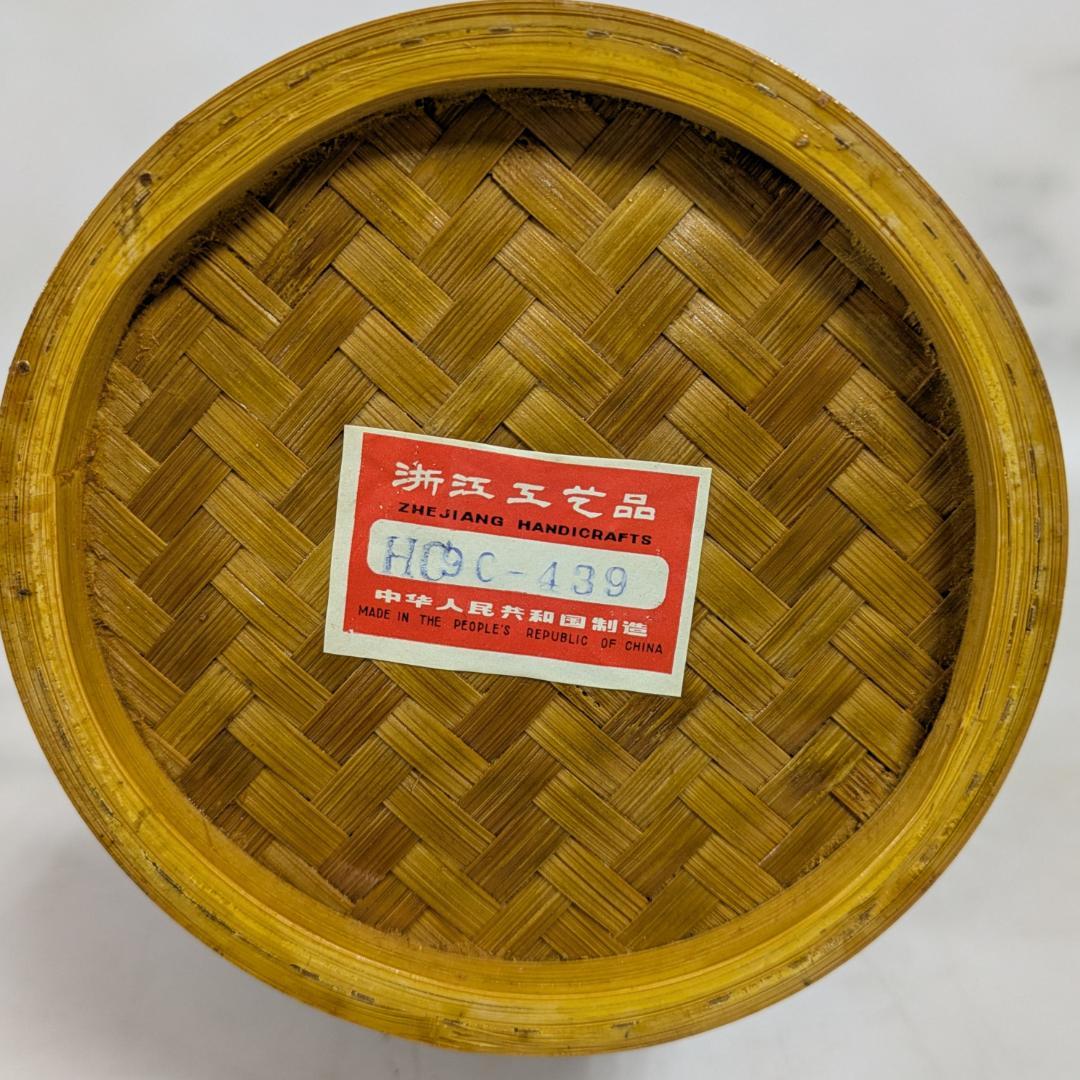 浙江工艺品
ZHEJIANG HANDICRAFTS
HC9C-439
中华人民共和国制造
MADE IN THE PEOPLE'S REPUBLIC OF CHINA